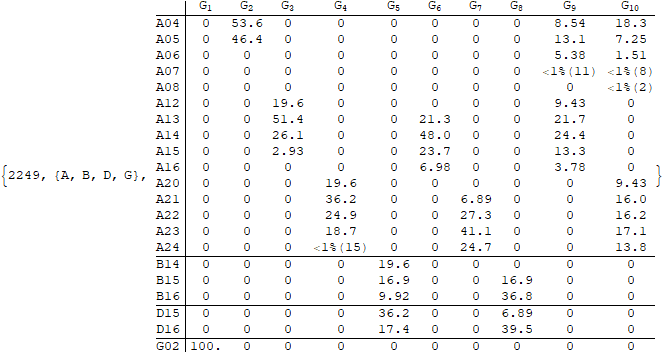 G1 G2 G3 G4 G5 G6 G7 G8 G9 G10
A04 0 53.6 0 0 0 0 0 0 8.54 18.3
A05 0 46.4 0 0 0 0 0 0 13.1 7.25
A06 0 0 0 0 0 0 0 0 5.38 1.51
A07 0 0 0 0 0 0 0 0 <1%(11) <1%(8)
A08 0 0 0 0 0 0 0 0 0 <1%(2)
A12 0 0 19.6 0 0 0 0 0 9.43 0
A13 0 0 51.4 0 0 21.3 0 0 21.7 0
A14 0 0 26.1 0 0 48.0 0 0 24.4 0
A15 0 0 2.93 0 0 23.7 0 0 13.3 0
A16 0 0 0 0 0 6.98 0 0 3.78 0
{2249, {A, B, D, G}, }
A20 0 0 0 19.6 0 0 0 0 0 9.43
A21 0 0 0 36.2 0 0 6.89 0 0 16.0
A22 0 0 0 24.9 0 0 27.3 0 0 16.2
A23 0 0 0 18.7 0 0 41.1 0 0 17.1
A24 0 0 0 <1%(15) 0 0 24.7 0 0 13.8
B14 0 0 0 0 19.6 0 0 0 0 0
B15 0 0 0 0 16.9 0 0 16.9 0 0
B16 0 0 0 0 9.92 0 0 36.8 0 0
D15 0 0 0 0 36.2 0 0 6.89 0 0
D16 0 0 0 0 17.4 0 0 39.5 0 0
G02 100. 0 0 0 0 0 0 0 0 0